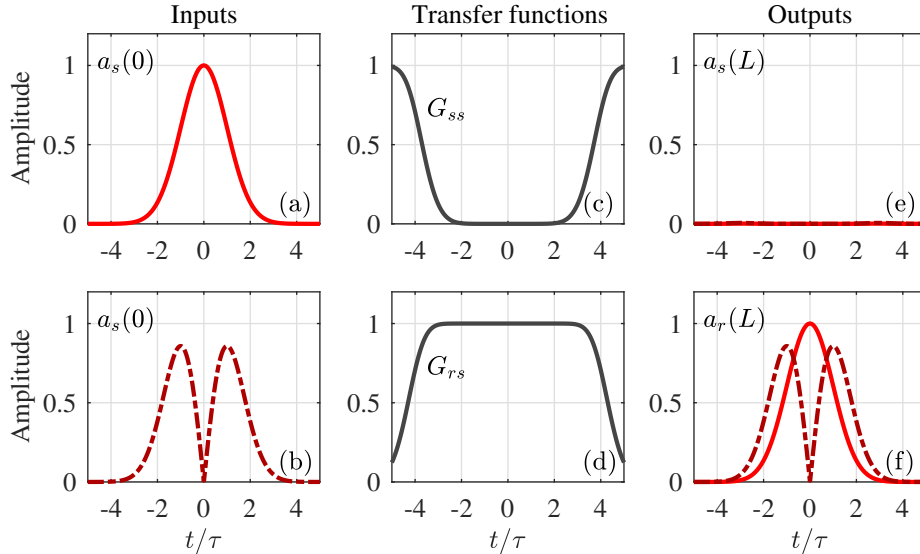 Inputs
Transfer functions
Outputs
Amplitude
1
0.5
0
a_s(0)
(a)
-4 -2 0 2 4
G_ss
1
0.5
0
(c)
-4 -2 0 2 4
a_s(L)
1
0.5
0
(e)
-4 -2 0 2 4
Amplitude
1
0.5
0
a_s(0)
(b)
-4 -2 0 2 4
t/τ
1
0.5
0
G_rs
(d)
-4 -2 0 2 4
t/τ
1
0.5
0
a_r(L)
(f)
-4 -2 0 2 4
t/τ